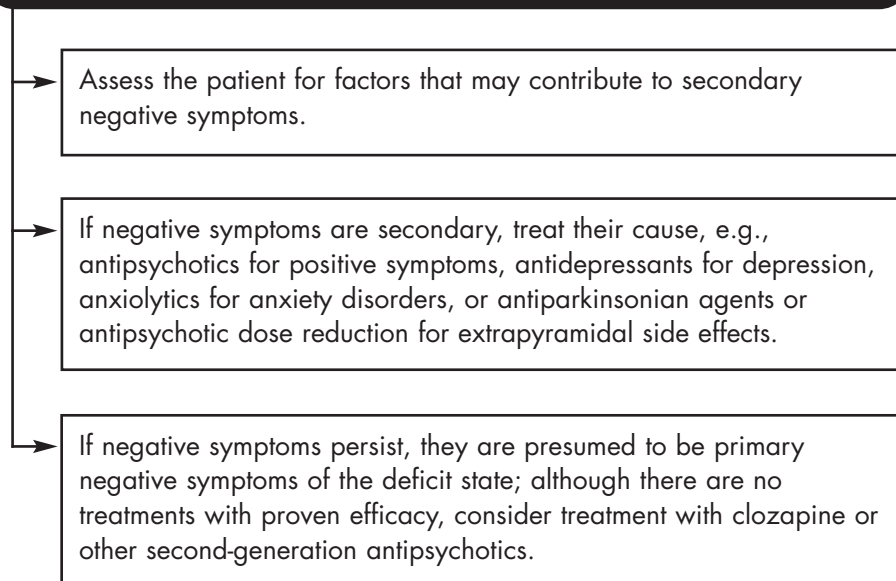 Assess the patient for factors that may contribute to secondary
negative symptoms.
If negative symptoms are secondary, treat their cause, e.g.,
antipsychotics for positive symptoms, antidepressants for depression,
anxiolytics for anxiety disorders, or antiparkinsonian agents or
antipsychotic dose reduction for extrapyramidal side effects.
If negative symptoms persist, they are presumed to be primary
negative symptoms of the deficit state; although there are no
treatments with proven efficacy, consider treatment with clozapine or
other second-generation antipsychotics.